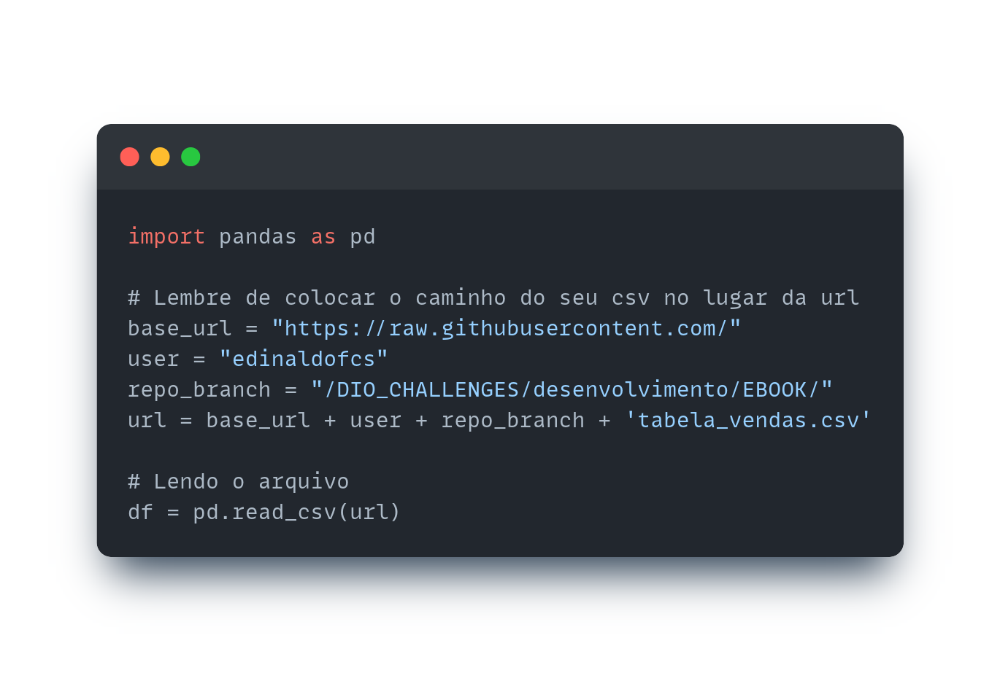 import pandas as pd
# Lembre de colocar o caminho do seu csv no lugar da url
base_url = "https://raw.githubusercontent.com/"
user = "edinaldofcs"
repo_branch = "/DIO_CHALLENGES/desenvolvimento/EBOOK/"
url = base_url + user + repo_branch + 'tabela_vendas.csv'
# Lendo o arquivo
df = pd.read_csv(url)